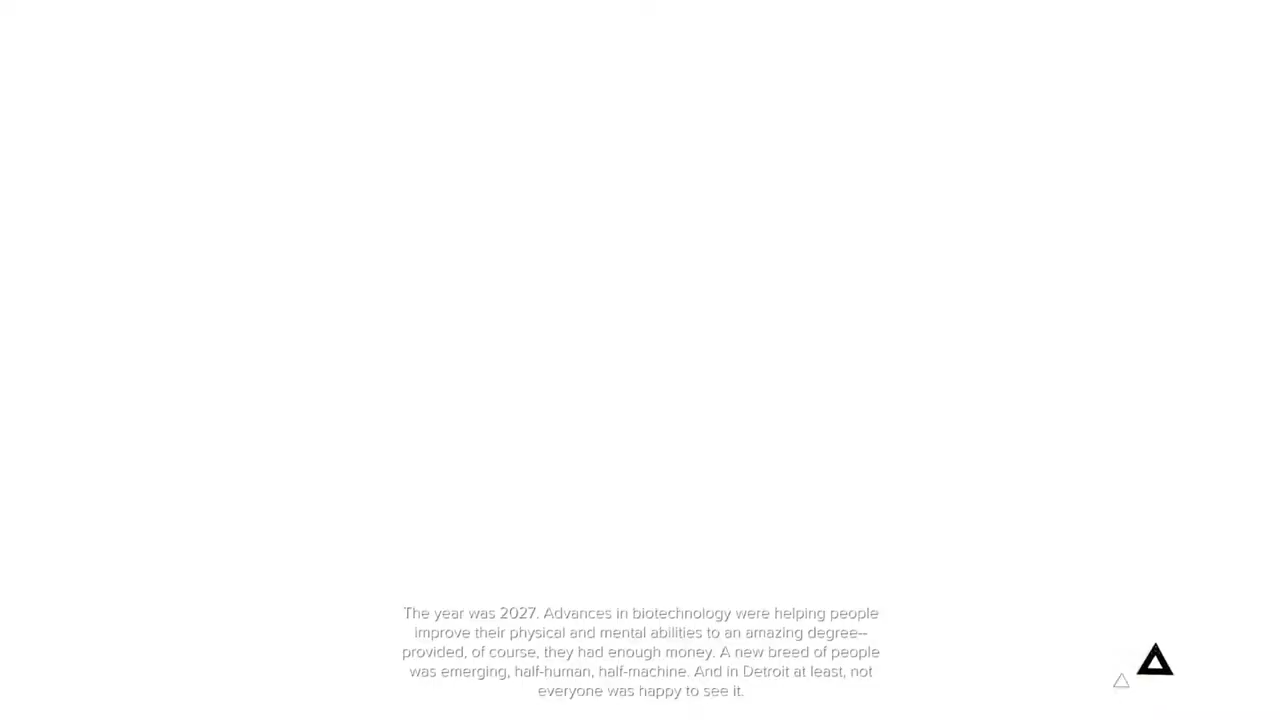 The year was 2027. Advances in biotechnology were helping people
improve their physical and mental abilities to an amazing degree--
provided, of course, they had enough money. A new breed of people
was emerging, half-human, half-machine. And in Detroit at least, not
everyone was happy to see it.